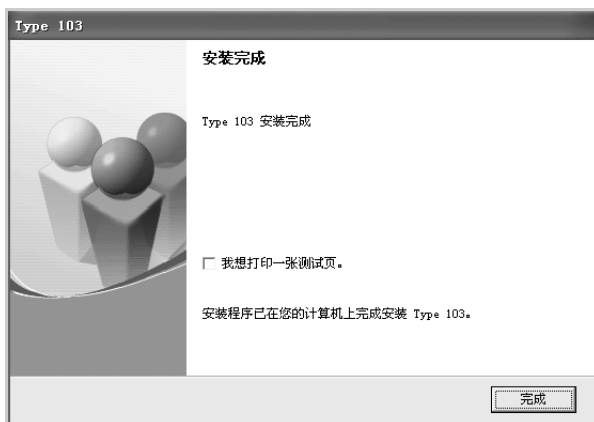 Type 103
安装完成
Type 103 安装完成
我想打印一张测试页。
安装程序已在您的计算机上完成安装 Type 103。
完成